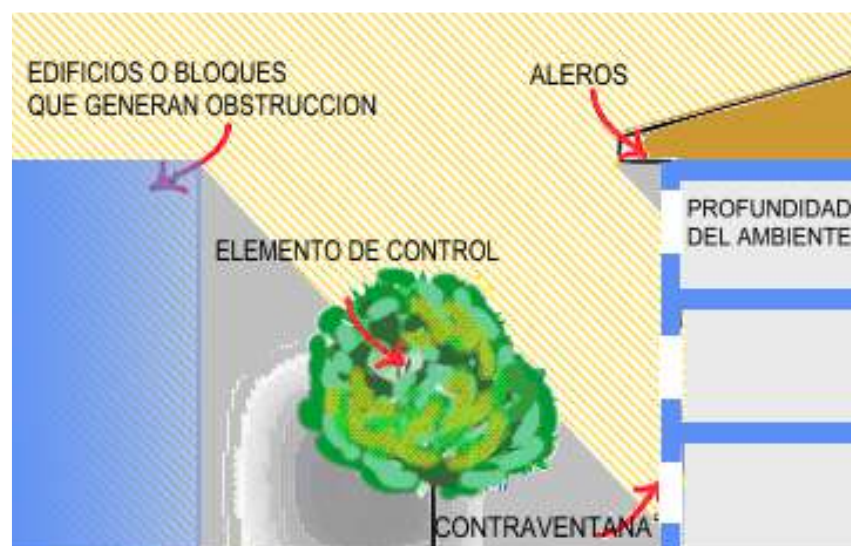 EDIFICIOS O BLOQUES
QUE GENERAN OBSTRUCCION
ALEROS
PROFUNDIDAD
DEL AMBIENTE
ELEMENTO DE CONTROL
CONTRAVENTANA